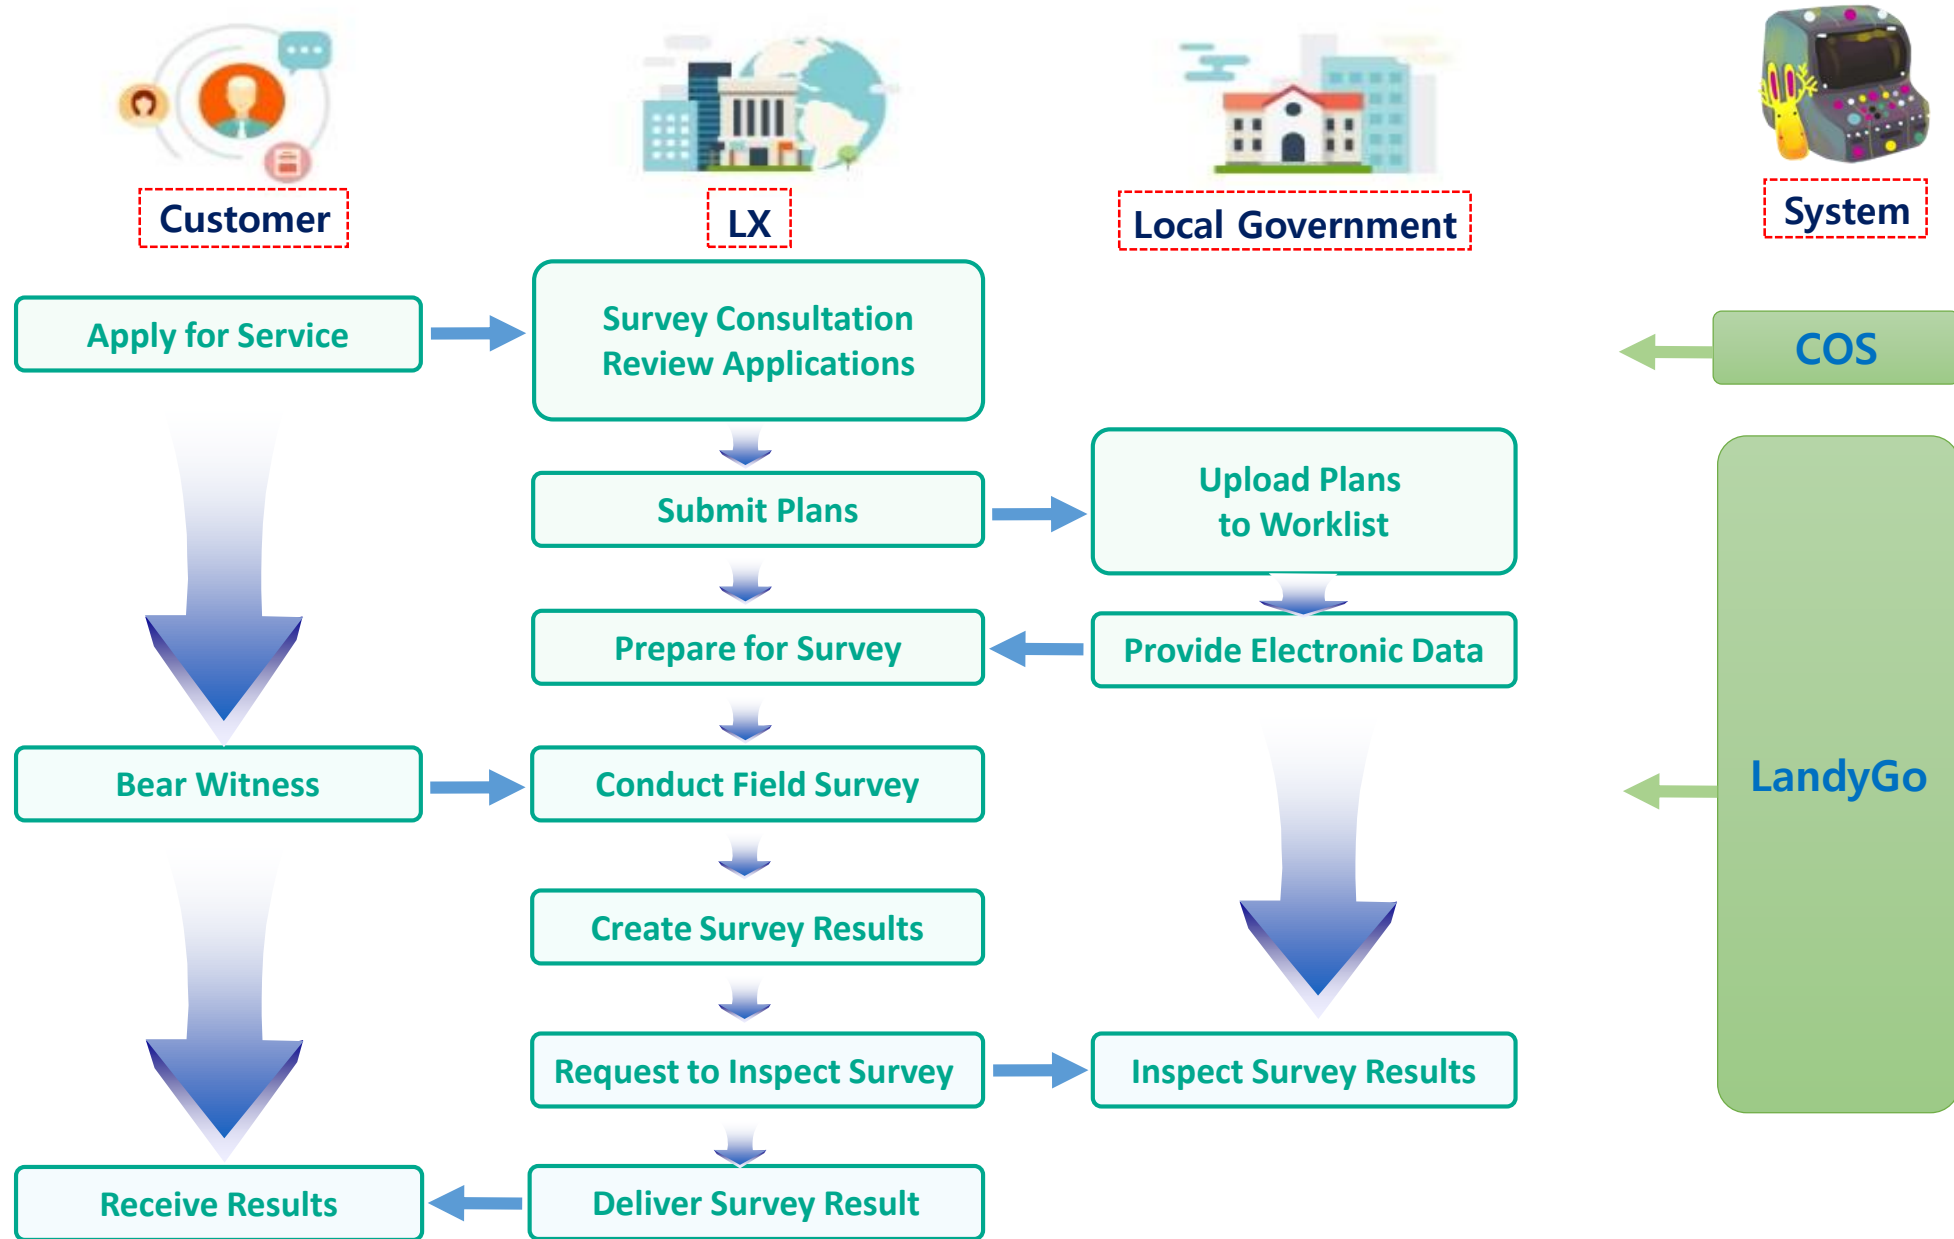 Customer
LX
Local Government
System
Apply for Service
Survey Consultation
Review Applications
COS
Submit Plans
Upload Plans
to Worklist
Prepare for Survey
Provide Electronic Data
Bear Witness
Conduct Field Survey
LandyGo
Create Survey Results
Request to Inspect Survey
Inspect Survey Results
Receive Results
Deliver Survey Result